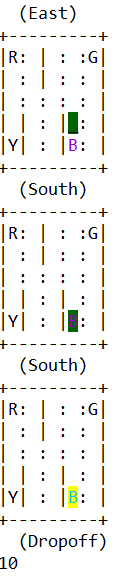 (East)
+---------+
|R: | : :G|
| : | : : |
| : : : : |
| | : |_: |
|Y| : |B: |
+---------+
  (South)
+---------+
|R: | : :G|
| : | : : |
| : : : : |
| | : | : |
|Y| : |B: |
+---------+
  (South)
+---------+
|R: | : :G|
| : | : : |
| : : : : |
| | : | : |
|Y| : |B: |
+---------+
  (Dropoff)
10